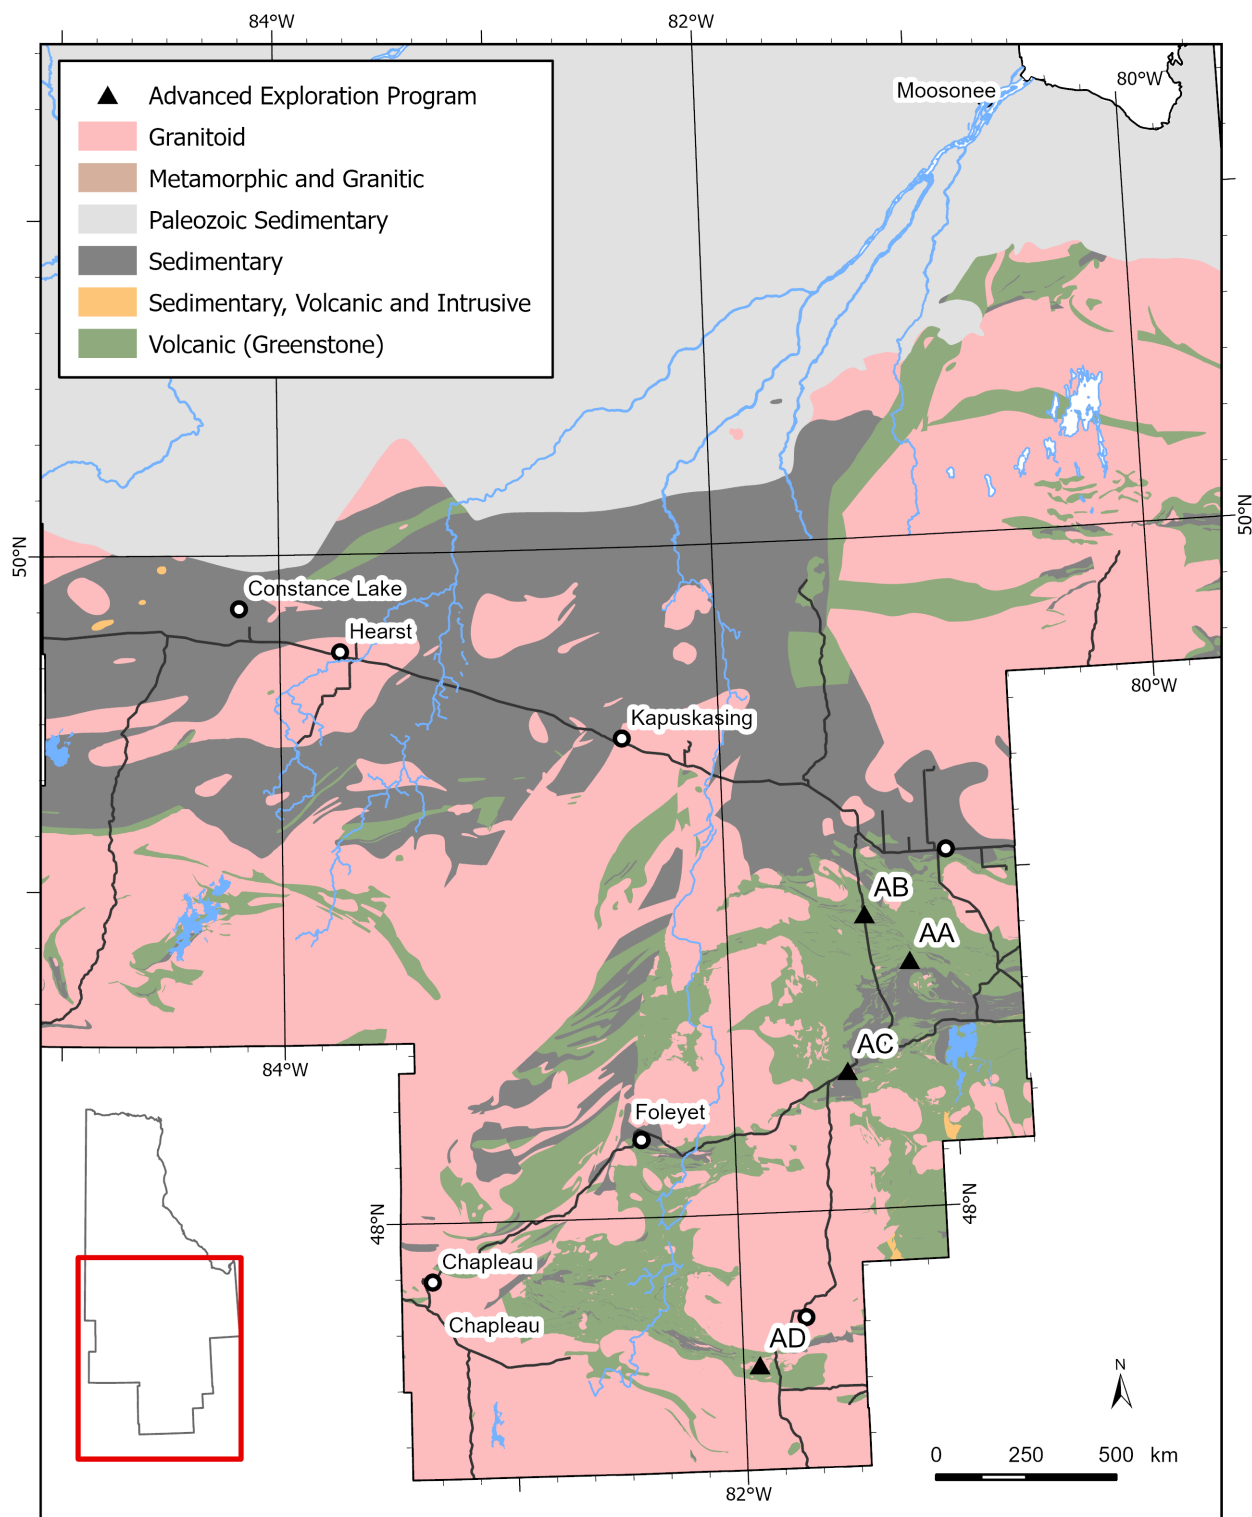 84°W
82°W
80°W
Moosonee
Advanced Exploration Program
Granitoid
Metamorphic and Granitic
Paleozoic Sedimentary
Sedimentary
Sedimentary, Volcanic and Intrusive
Volcanic (Greenstone)
50°N
50°N
Constance Lake
Hearst
80°W
Kapuskasing
AB
AA
AC
84°W
Foleyet
48°N
48°N
Chapleau
Chapleau
AD
N
0 250 500 km
82°W